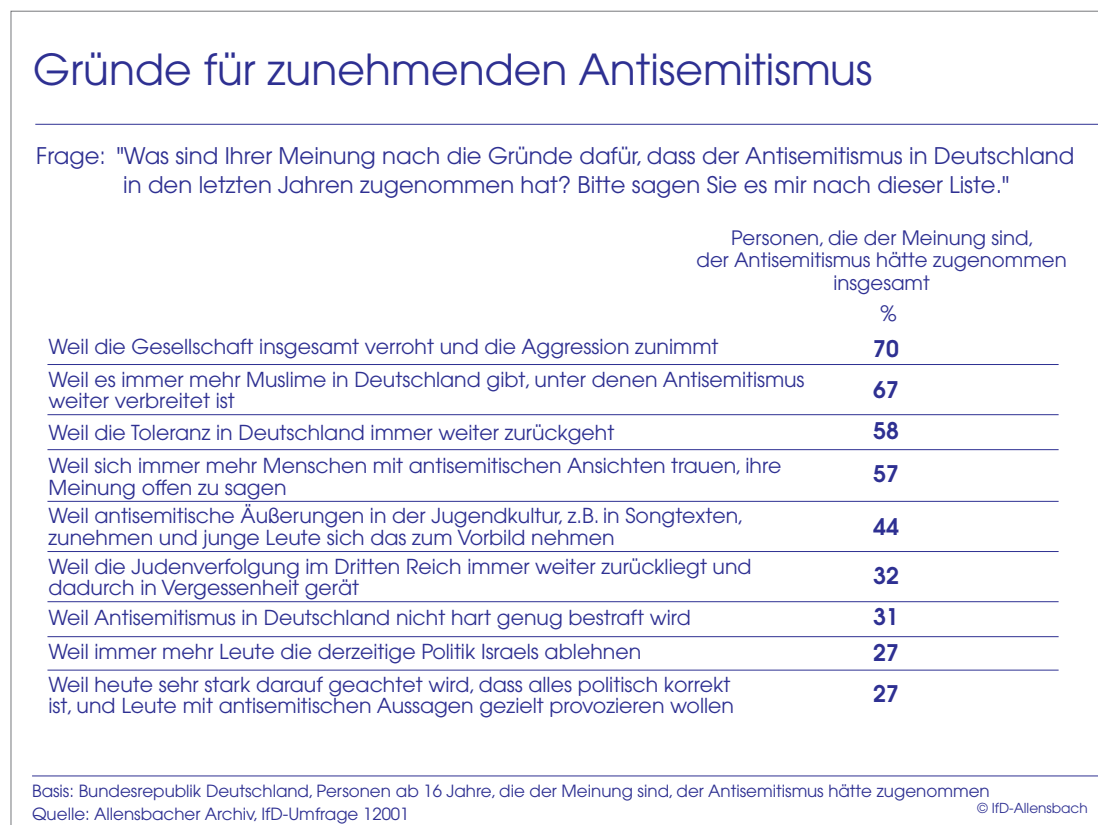 Gründe für zunehmenden Antisemitismus
Frage: "Was sind Ihrer Meinung nach die Gründe dafür, dass der Antisemitismus in Deutschland
in den letzten Jahren zugenommen hat? Bitte sagen Sie es mir nach dieser Liste."
Personen, die der Meinung sind,
der Antisemitismus hätte zugenommen
insgesamt
%
Weil die Gesellschaft insgesamt verroht und die Aggression zunimmt 70
Weil es immer mehr Muslime in Deutschland gibt, unter denen Antisemitismus
weiter verbreitet ist 67
Weil die Toleranz in Deutschland immer weiter zurückgeht 58
Weil sich immer mehr Menschen mit antisemitischen Ansichten trauen, ihre
Meinung offen zu sagen 57
Weil antisemitische Äußerungen in der Jugendkultur, z.B. in Songtexten,
zunehmen und junge Leute sich das zum Vorbild nehmen 44
Weil die Judenverfolgung im Dritten Reich immer weiter zurückliegt und
dadurch in Vergessenheit gerät 32
Weil Antisemitismus in Deutschland nicht hart genug bestraft wird 31
Weil immer mehr Leute die derzeitige Politik Israels ablehnen 27
Weil heute sehr stark darauf geachtet wird, dass alles politisch korrekt
ist, und Leute mit antisemitischen Aussagen gezielt provozieren wollen 27
Basis: Bundesrepublik Deutschland, Personen ab 16 Jahre, die der Meinung sind, der Antisemitismus hätte zugenommen
Quelle: Allensbacher Archiv, IfD-Umfrage 12001
© IfD-Allensbach